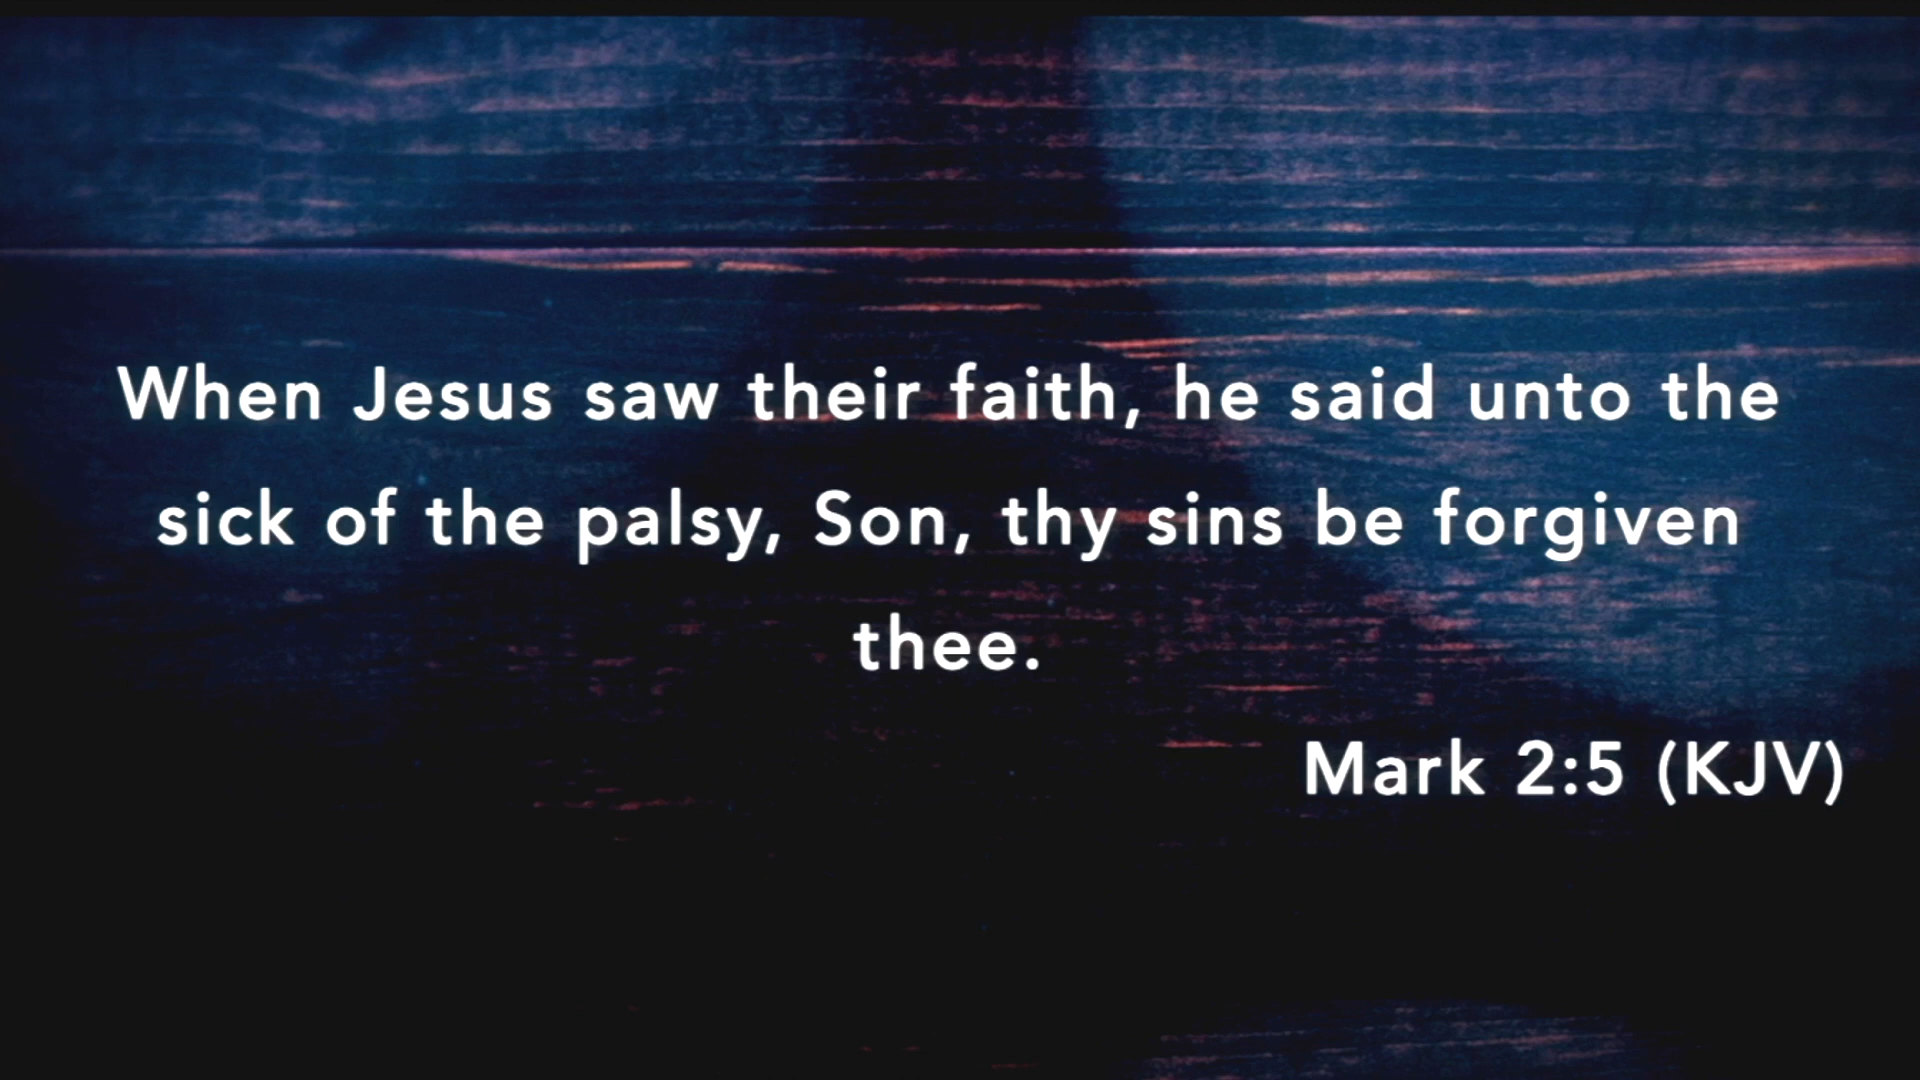 When Jesus saw their faith, he said unto the
sick of the palsy, Son, thy sins be forgiven
thee.
Mark 2:5 (KJV)